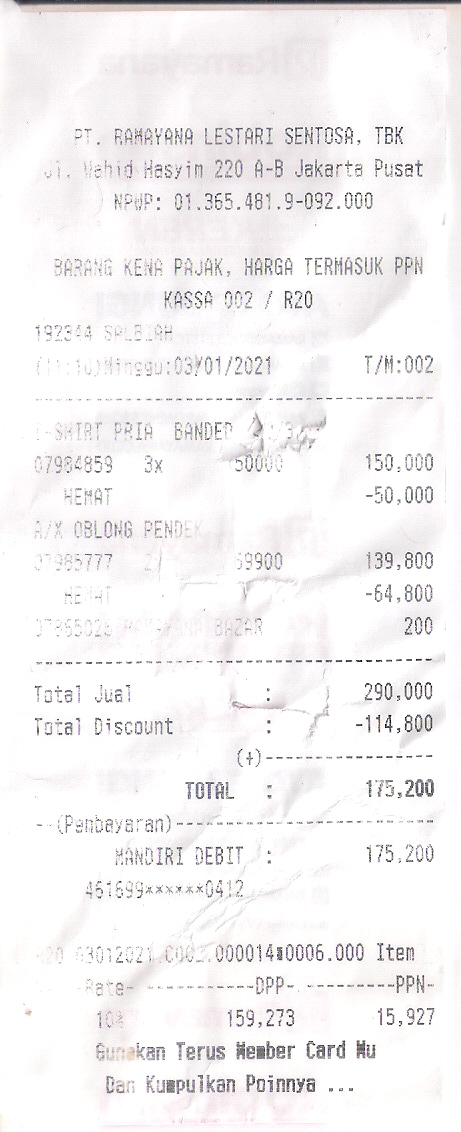 PT. RAMAYANA LESTARI SENTOSA, TBK
Jl. Wahid Hasyim 220 A-B Jakarta Pusat
NPWP: 01.365.481.9-092.000
BARANG KENA PAJAK, HARGA TERMASUK PPN
KASSA 002 / R20
192344 SALBIAH
(11:10)Minggu:03/01/2021 T/M:002
T-SHIRT PRIA BANDED
07984859 3x 50000 150,000
HEMAT -50,000
A/X OBLONG PENDEK
07985777 69900 139,800
HEMAT -64,800
07865026 RAMAYANA BAZAR 200
Total Jual : 290,000
Total Discount : -114,800
(+)-----------------
TOTAL : 175,200
--(Pembayaran)--------------------------
MANDIRI DEBIT : 175,200
461699******0412
R20 03012021 C002.000014 0006.000 Item
-Rate- ------------DPP- ----------PPN-
10% 159,273 15,927
Gunakan Terus Member Card Mu
Dan Kumpulkan Poinnya ...